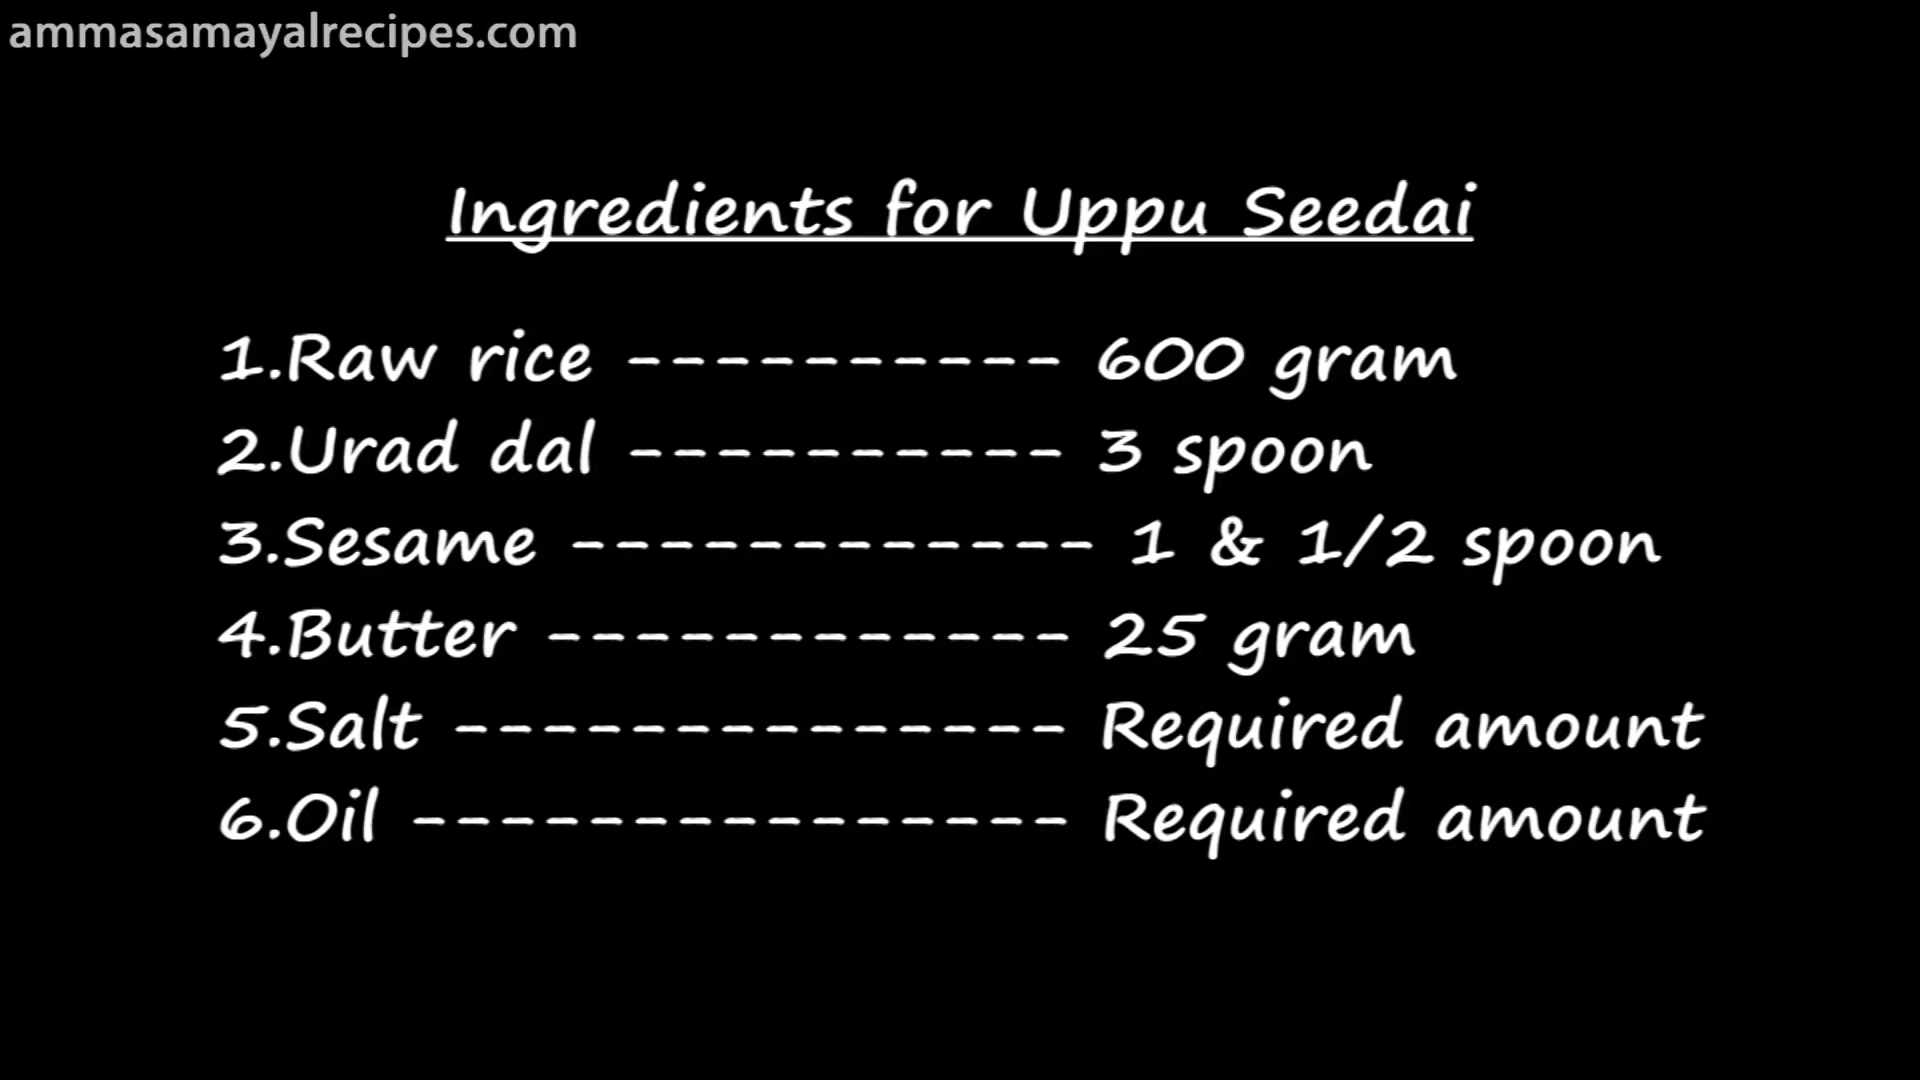 ammasamayalrecipes.com
Ingredients for Uppu Seedai
1.Raw rice ---------- 600 gram
2.Urad dal ---------- 3 spoon
3.Sesame ------------ 1 & 1/2 spoon
4.Butter ------------ 25 gram
5.Salt -------------- Required amount
6.Oil --------------- Required amount